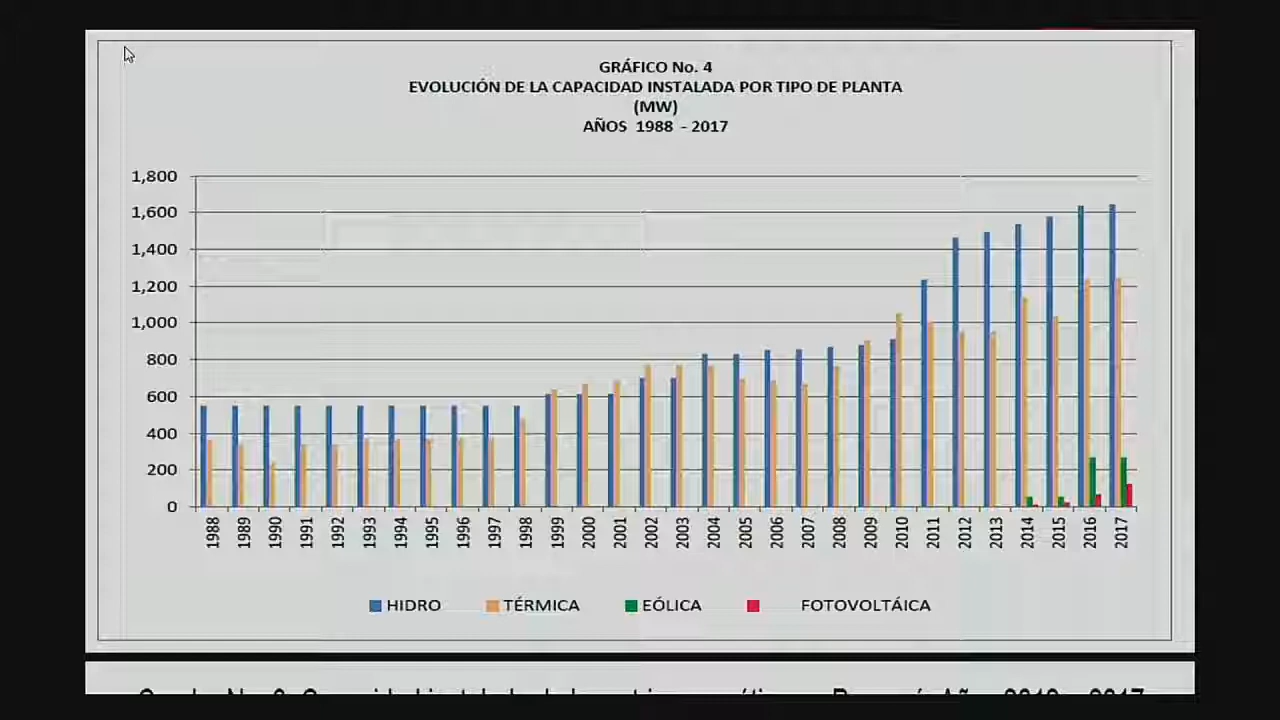 GRÁFICO No. 4
EVOLUCIÓN DE LA CAPACIDAD INSTALADA POR TIPO DE PLANTA
(MW)
AÑOS 1988 - 2017
1,800
1,600
1,400
1,200
1,000
800
600
400
200
0
1988 1989 1990 1991 1992 1993 1994 1995 1996 1997 1998 1999 2000 2001 2002 2003 2004 2005 2006 2007 2008 2009 2010 2011 2012 2013 2014 2015 2016 2017
HIDRO TÉRMICA EÓLICA FOTOVOLTÁICA